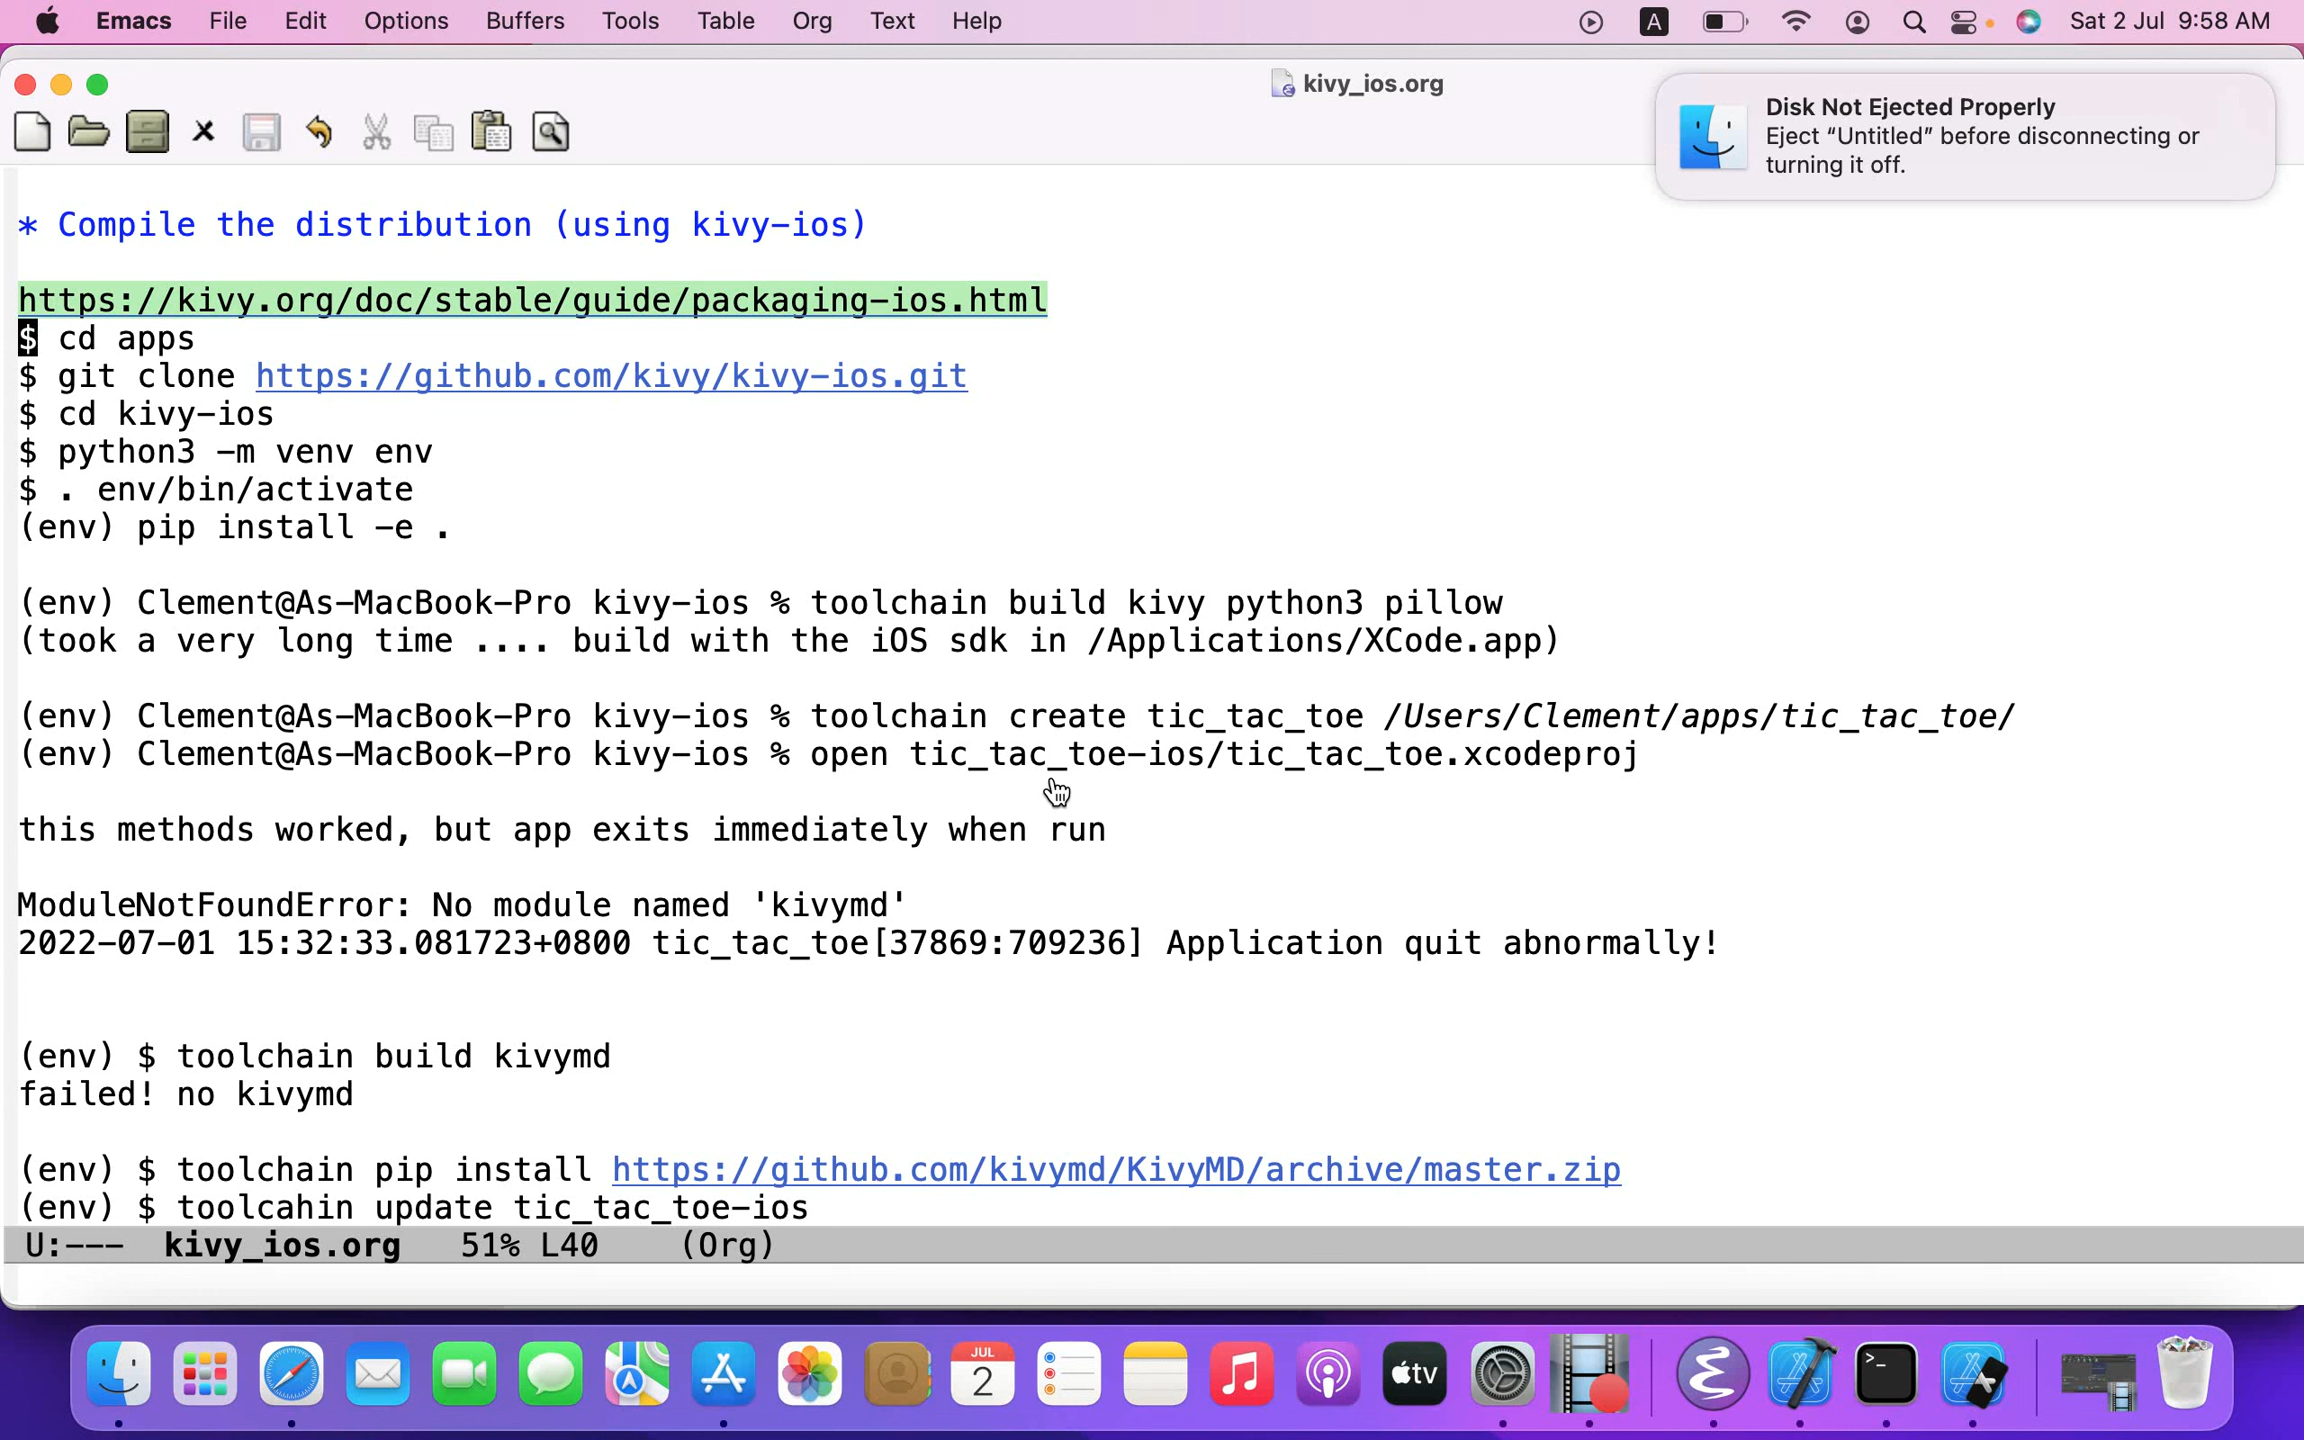 Emacs File Edit Options Buffers Tools Table Org Text Help A Sat 2 Jul 9:58 AM
kivy_ios.org
Disk Not Ejected Properly
Eject “Untitled” before disconnecting or
turning it off.
* Compile the distribution (using kivy-ios)
https://kivy.org/doc/stable/guide/packaging-ios.html
$ cd apps
$ git clone https://github.com/kivy/kivy-ios.git
$ cd kivy-ios
$ python3 -m venv env
$ . env/bin/activate
(env) pip install -e .
(env) Clement@As-MacBook-Pro kivy-ios % toolchain build kivy python3 pillow
(took a very long time .... build with the iOS sdk in /Applications/XCode.app)
(env) Clement@As-MacBook-Pro kivy-ios % toolchain create tic_tac_toe /Users/Clement/apps/tic_tac_toe/
(env) Clement@As-MacBook-Pro kivy-ios % open tic_tac_toe-ios/tic_tac_toe.xcodeproj
this methods worked, but app exits immediately when run
ModuleNotFoundError: No module named 'kivymd'
2022-07-01 15:32:33.081723+0800 tic_tac_toe[37869:709236] Application quit abnormally!
(env) $ toolchain build kivymd
failed! no kivymd
(env) $ toolchain pip install https://github.com/kivymd/KivyMD/archive/master.zip
(env) $ toolcahin update tic_tac_toe-ios
U:--- kivy_ios.org 51% L40 (Org)
JUL
2
tv
>_